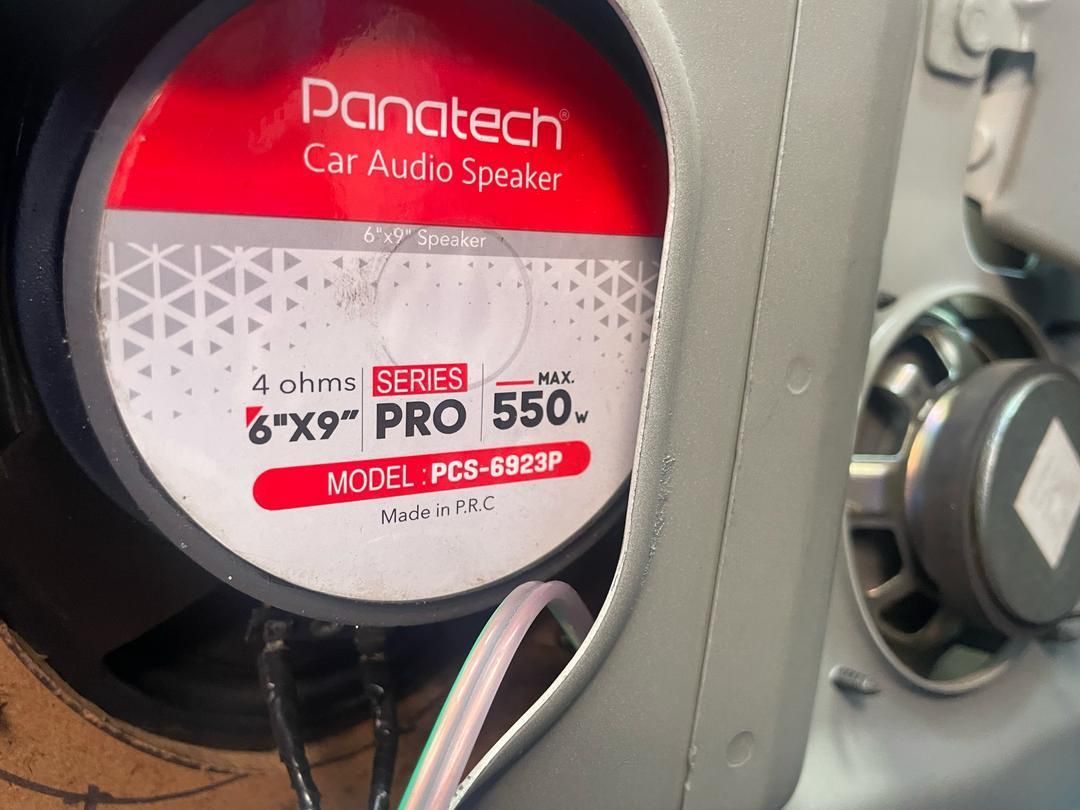 Panatech®
Car Audio Speaker
6"x9" Speaker
4 ohms
6"X9"
SERIES
PRO
MAX.
550w
MODEL : PCS-6923P
Made in P.R.C